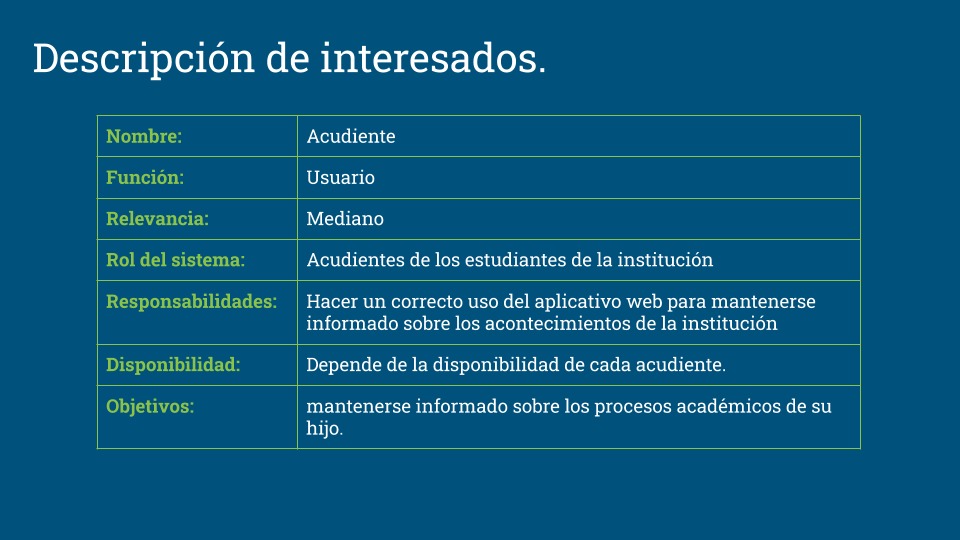 Descripción de interesados.
Nombre: Acudiente
Función: Usuario
Relevancia: Mediano
Rol del sistema: Acudientes de los estudiantes de la institución
Responsabilidades: Hacer un correcto uso del aplicativo web para mantenerse
informado sobre los acontecimientos de la institución
Disponibilidad: Depende de la disponibilidad de cada acudiente.
Objetivos: mantenerse informado sobre los procesos académicos de su
hijo.